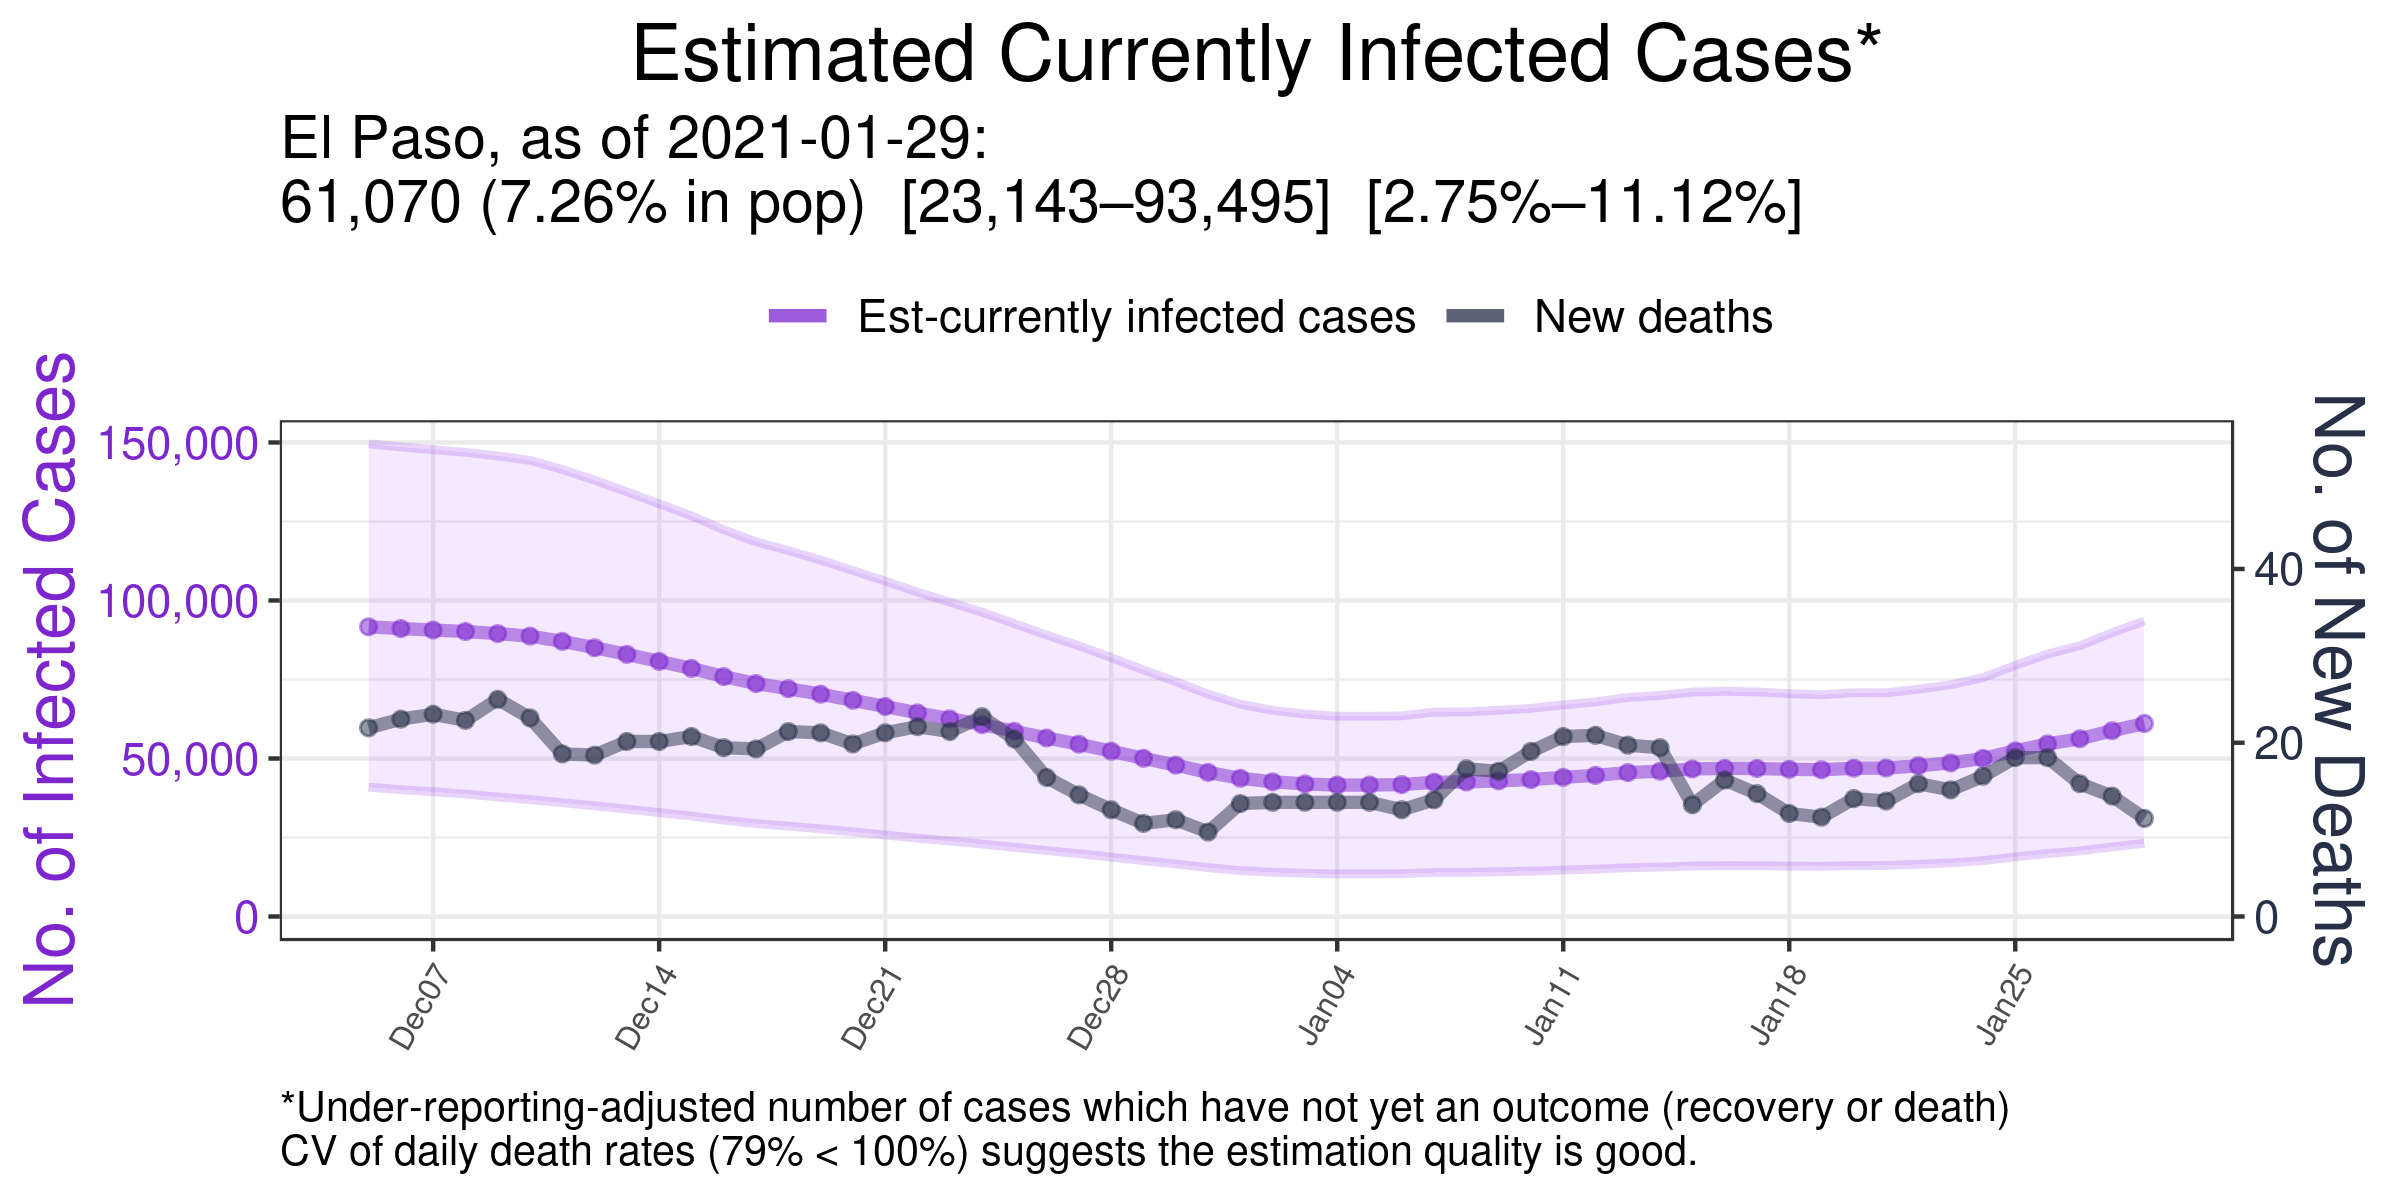 Estimated Currently Infected Cases*
El Paso, as of 2021-01-29:
61,070 (7.26% in pop)  [23,143–93,495]  [2.75%–11.12%]
Est-currently infected cases
New deaths
No. of Infected Cases
150,000
100,000
50,000
0
No. of New Deaths
40
20
0
Dec07
Dec14
Dec21
Dec28
Jan04
Jan11
Jan18
Jan25
*Under-reporting-adjusted number of cases which have not yet an outcome (recovery or death)
CV of daily death rates (79% < 100%) suggests the estimation quality is good.